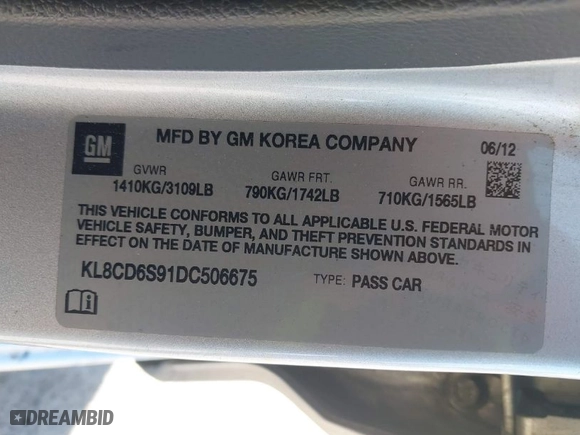 GM
MFD BY GM KOREA COMPANY
06/12
GVWR
GAWR FRT.
GAWR RR.
1410KG/3109LB
790KG/1742LB
710KG/1565LB
THIS VEHICLE CONFORMS TO ALL APPLICABLE U.S. FEDERAL MOTOR
VEHICLE SAFETY, BUMPER, AND THEFT PREVENTION STANDARDS IN
EFFECT ON THE DATE OF MANUFACTURE SHOWN ABOVE.
KL8CD6S91DC506675
TYPE: PASS CAR
DREAMBID